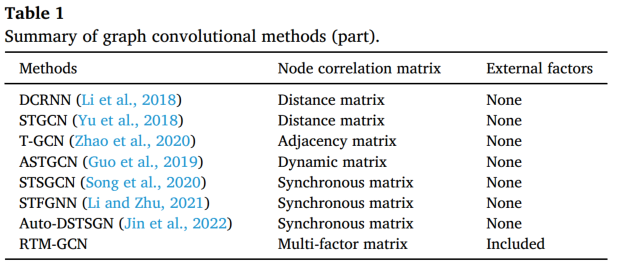 Table 1
Summary of graph convolutional methods (part).
Methods Node correlation matrix External factors
DCRNN (Li et al., 2018) Distance matrix None
STGCN (Yu et al., 2018) Distance matrix None
T-GCN (Zhao et al., 2020) Adjacency matrix None
ASTGCN (Guo et al., 2019) Dynamic matrix None
STSGCN (Song et al., 2020) Synchronous matrix None
STFGNN (Li and Zhu, 2021) Synchronous matrix None
Auto-DSTSGN (Jin et al., 2022) Synchronous matrix None
RTM-GCN Multi-factor matrix Included